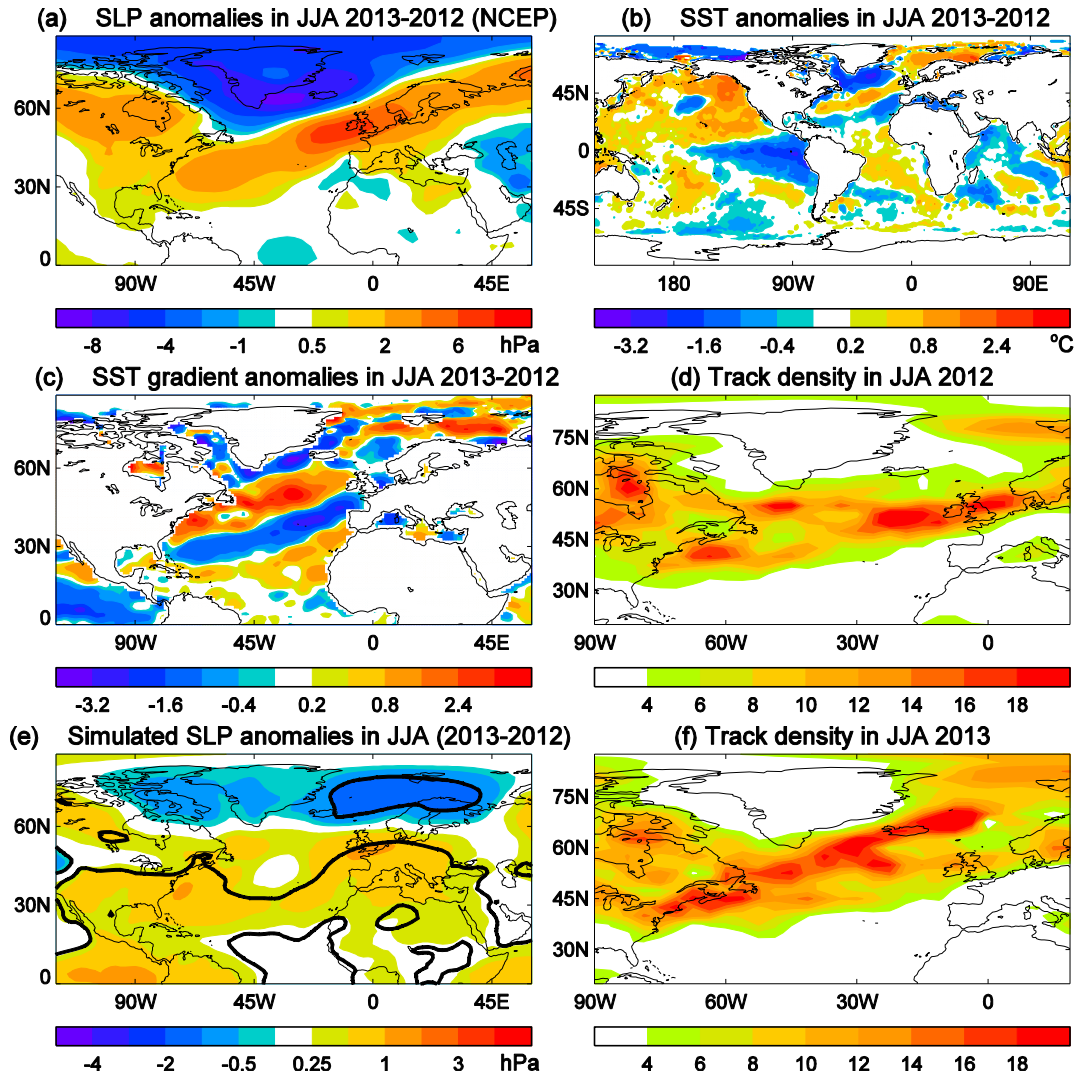 (a) SLP anomalies in JJA 2013-2012 (NCEP)
60N
30N
0
90W 45W 0 45E
-8 -4 -1 0.5 2 6 hPa
(b) SST anomalies in JJA 2013-2012
45N
0
45S
180 90W 0 90E
-3.2 -1.6 -0.4 0.2 0.8 2.4 ºC
(c) SST gradient anomalies in JJA 2013-2012
60N
30N
0
90W 45W 0 45E
-3.2 -1.6 -0.4 0.2 0.8 2.4
(d) Track density in JJA 2012
75N
60N
45N
30N
90W 60W 30W 0
4 6 8 10 12 14 16 18
(e) Simulated SLP anomalies in JJA (2013-2012)
60N
30N
0
90W 45W 0 45E
-4 -2 -0.5 0.25 1 3 hPa
(f) Track density in JJA 2013
75N
60N
45N
30N
90W 60W 30W 0
4 6 8 10 12 14 16 18